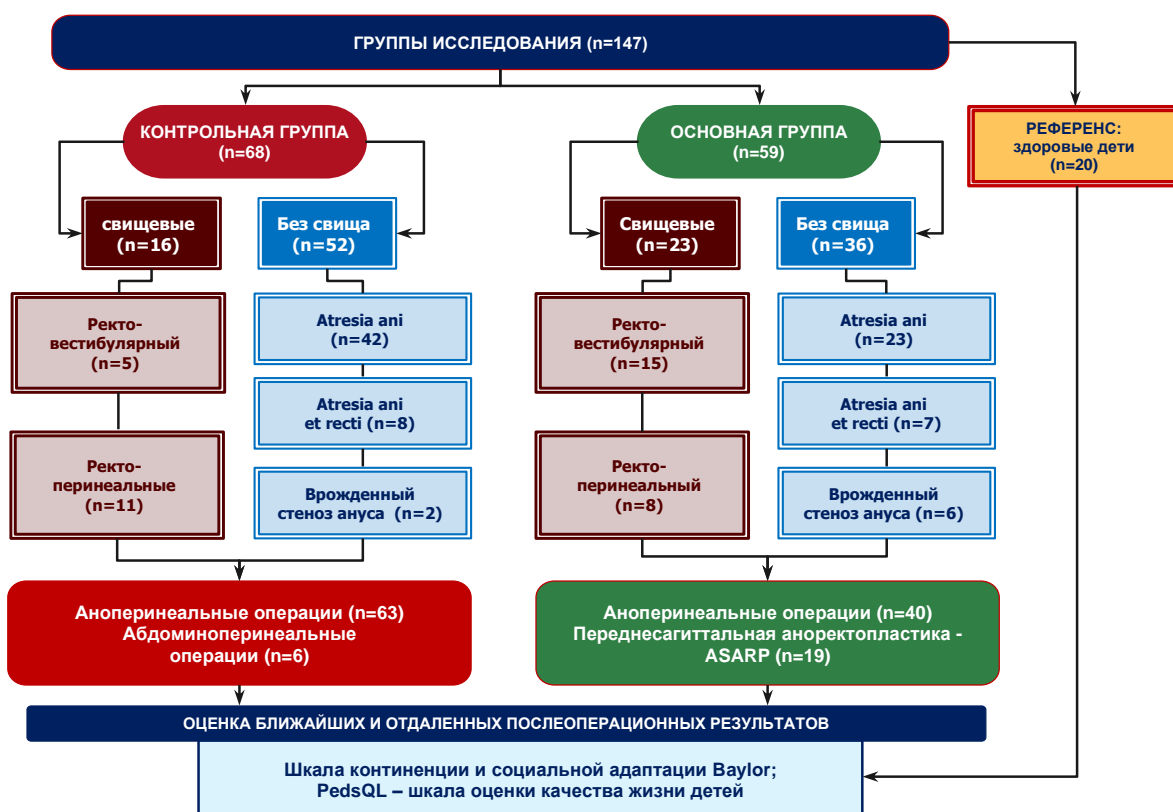 ГРУППЫ ИССЛЕДОВАНИЯ (n=147)
КОНТРОЛЬНАЯ ГРУППА
(n=68)
ОСНОВНАЯ ГРУППА
(n=59)
РЕФЕРЕНС:
здоровые дети
(n=20)
свищевые
(n=16)
Без свища
(n=52)
Свищевые
(n=23)
Без свища
(n=36)
Ректо-
вестибулярный
(n=5)
Atresia ani
(n=42)
Ректо-
вестибулярный
(n=15)
Atresia ani
(n=23)
Atresia ani
et recti (n=8)
Atresia ani
et recti (n=7)
Ректо-
перинеальные
(n=11)
Врожденный
стеноз ануса (n=2)
Ректо-
перинеальный
(n=8)
Врожденный
стеноз ануса (n=6)
Аноперинеальные операции (n=63)
Абдоминоперинеальные
операции (n=6)
Аноперинеальные операции (n=40)
Переднесагиттальная аноректопластика -
ASARP (n=19)
ОЦЕНКА БЛИЖАЙШИХ И ОТДАЛЕННЫХ ПОСЛЕОПЕРАЦИОННЫХ РЕЗУЛЬТАТОВ
Шкала континенции и социальной адаптации Baylor;
PedsQL – шкала оценки качества жизни детей